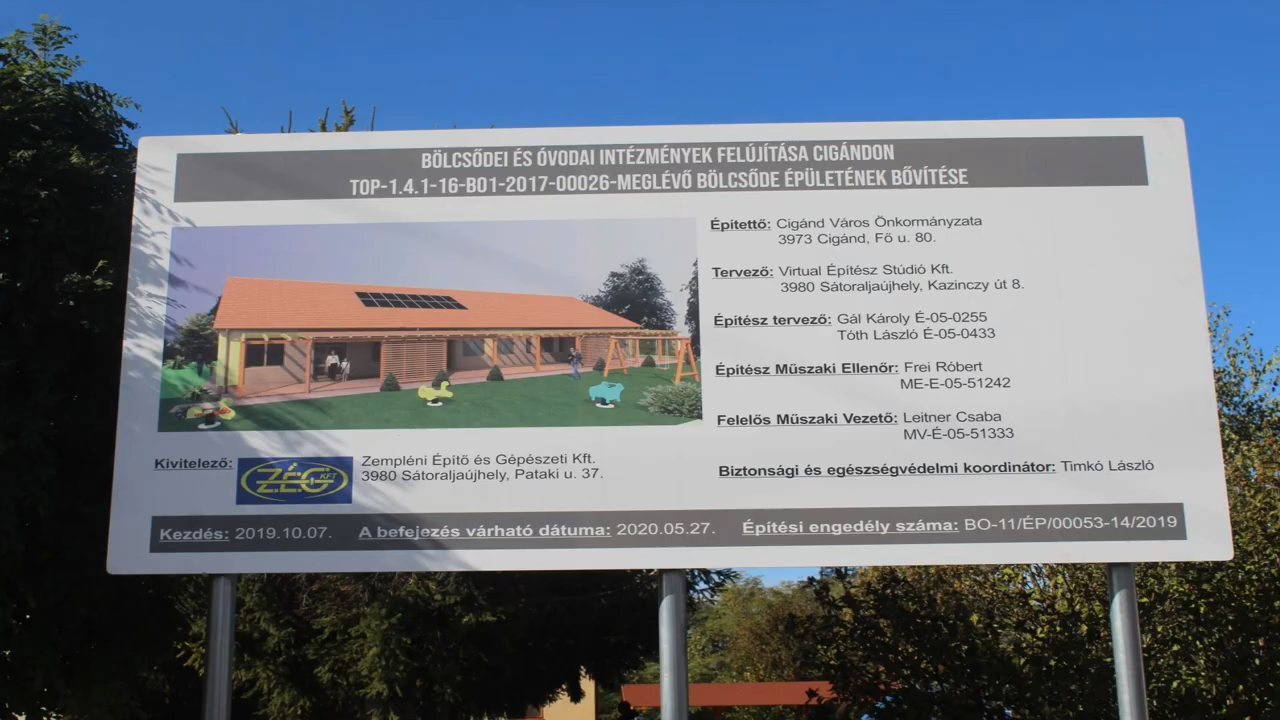 BÖLCSŐDEI ÉS ÓVODAI INTÉZMÉNYEK FELÚJÍTÁSA CIGÁNDON
TOP-1.4.1-16-BO1-2017-00026-MEGLÉVŐ BÖLCSŐDE ÉPÜLETÉNEK BŐVÍTÉSE
Építettő: Cigánd Város Önkormányzata
3973 Cigánd, Fő u. 80.
Tervező: Virtual Építész Stúdió Kft.
3980 Sátoraljaújhely, Kazinczy út 8.
Építész tervező: Gál Károly É-05-0255
Tóth László É-05-0433
Építész Műszaki Ellenőr: Frei Róbert
ME-E-05-51242
Felelős Műszaki Vezető: Leitner Csaba
MV-É-05-51333
Biztonsági és egészségvédelmi koordinátor: Timkó László
Kivitelező: ZÉG KFT Zempléni Építő és Gépészeti Kft.
3980 Sátoraljaújhely, Pataki u. 37.
Kezdés: 2019.10.07. A befejezés várható dátuma: 2020.05.27. Építési engedély száma: BO-11/ÉP/00053-14/2019